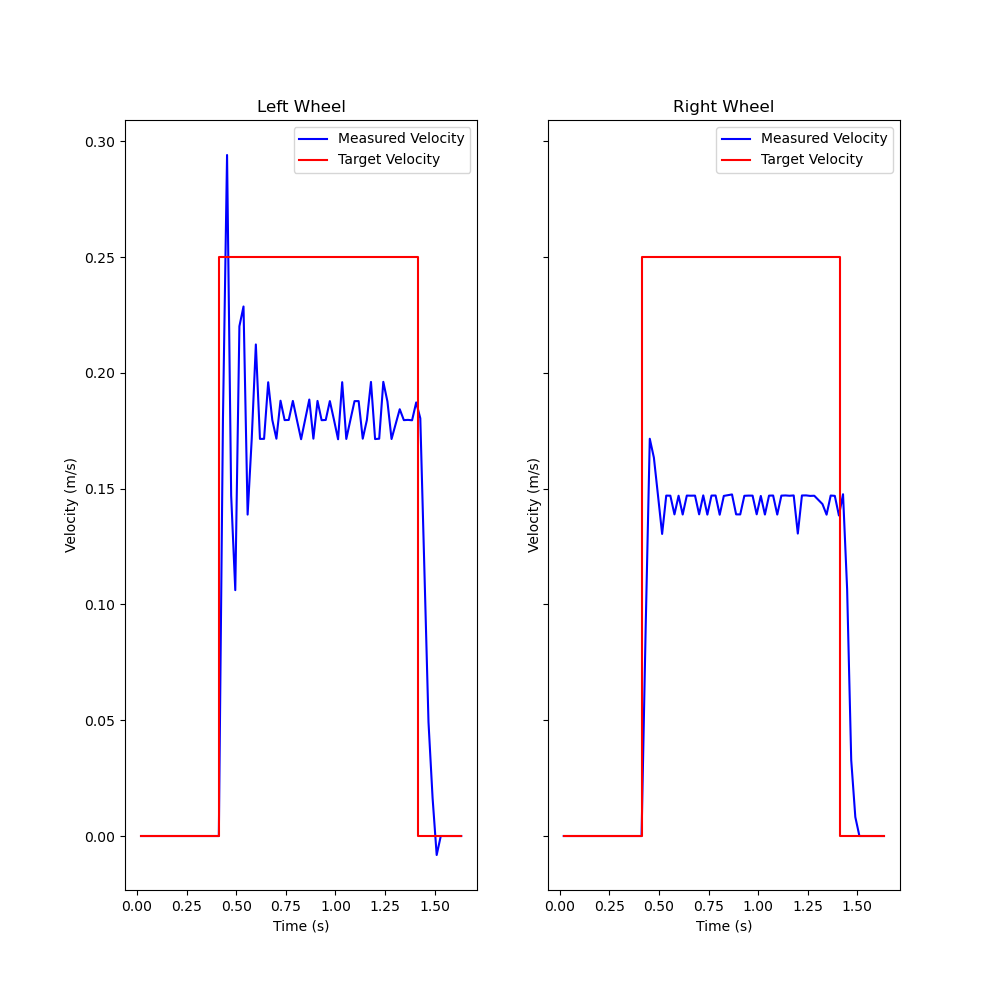 Left Wheel
Measured Velocity
Target Velocity
0.30
0.25
0.20
0.15
0.10
0.05
0.00
Velocity (m/s)
0.00 0.25 0.50 0.75 1.00 1.25 1.50
Time (s)
Right Wheel
Measured Velocity
Target Velocity
Velocity (m/s)
0.00 0.25 0.50 0.75 1.00 1.25 1.50
Time (s)